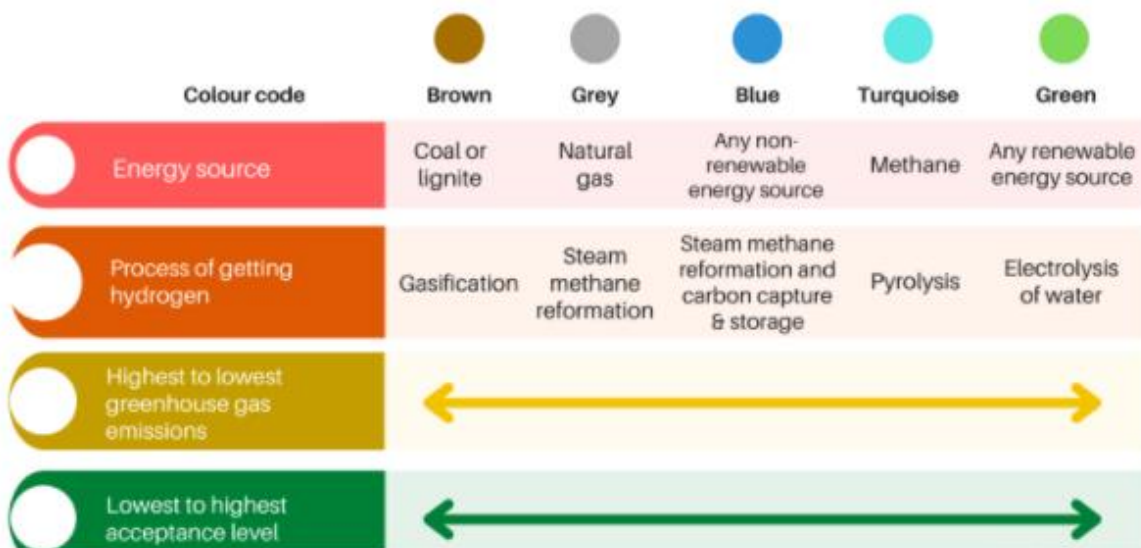 Colour code
Brown
Grey
Blue
Turquoise
Green
Energy source
Coal or
lignite
Natural
gas
Any non-
renewable
energy source
Methane
Any renewable
energy source
Process of getting
hydrogen
Gasification
Steam
methane
reformation
Steam methane
reformation and
carbon capture
& storage
Pyrolysis
Electrolysis
of water
Highest to lowest
greenhouse gas
emissions
Lowest to highest
acceptance level